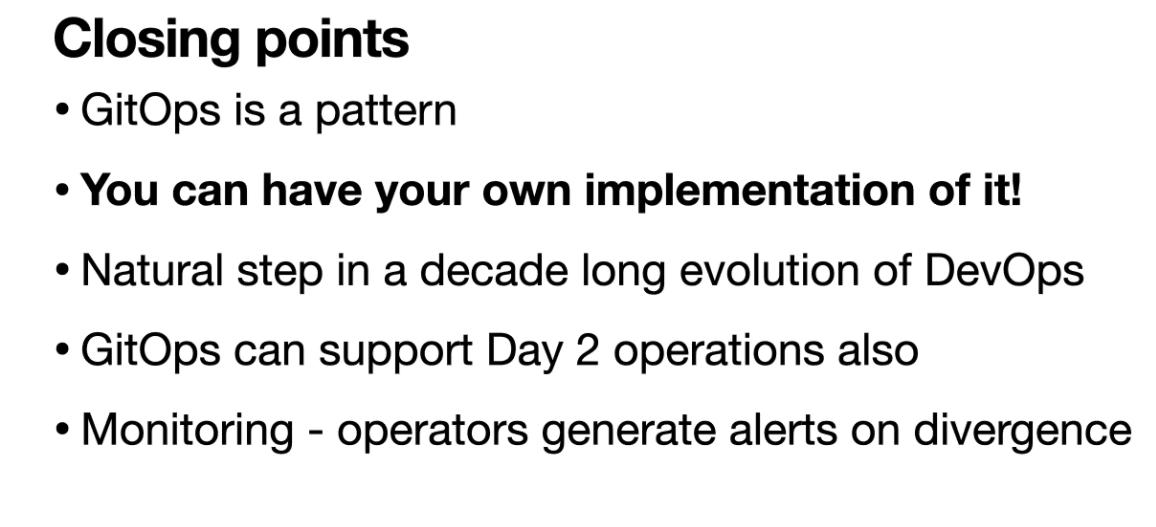 Closing points
• GitOps is a pattern
• You can have your own implementation of it!
• Natural step in a decade long evolution of DevOps
• GitOps can support Day 2 operations also
• Monitoring - operators generate alerts on divergence